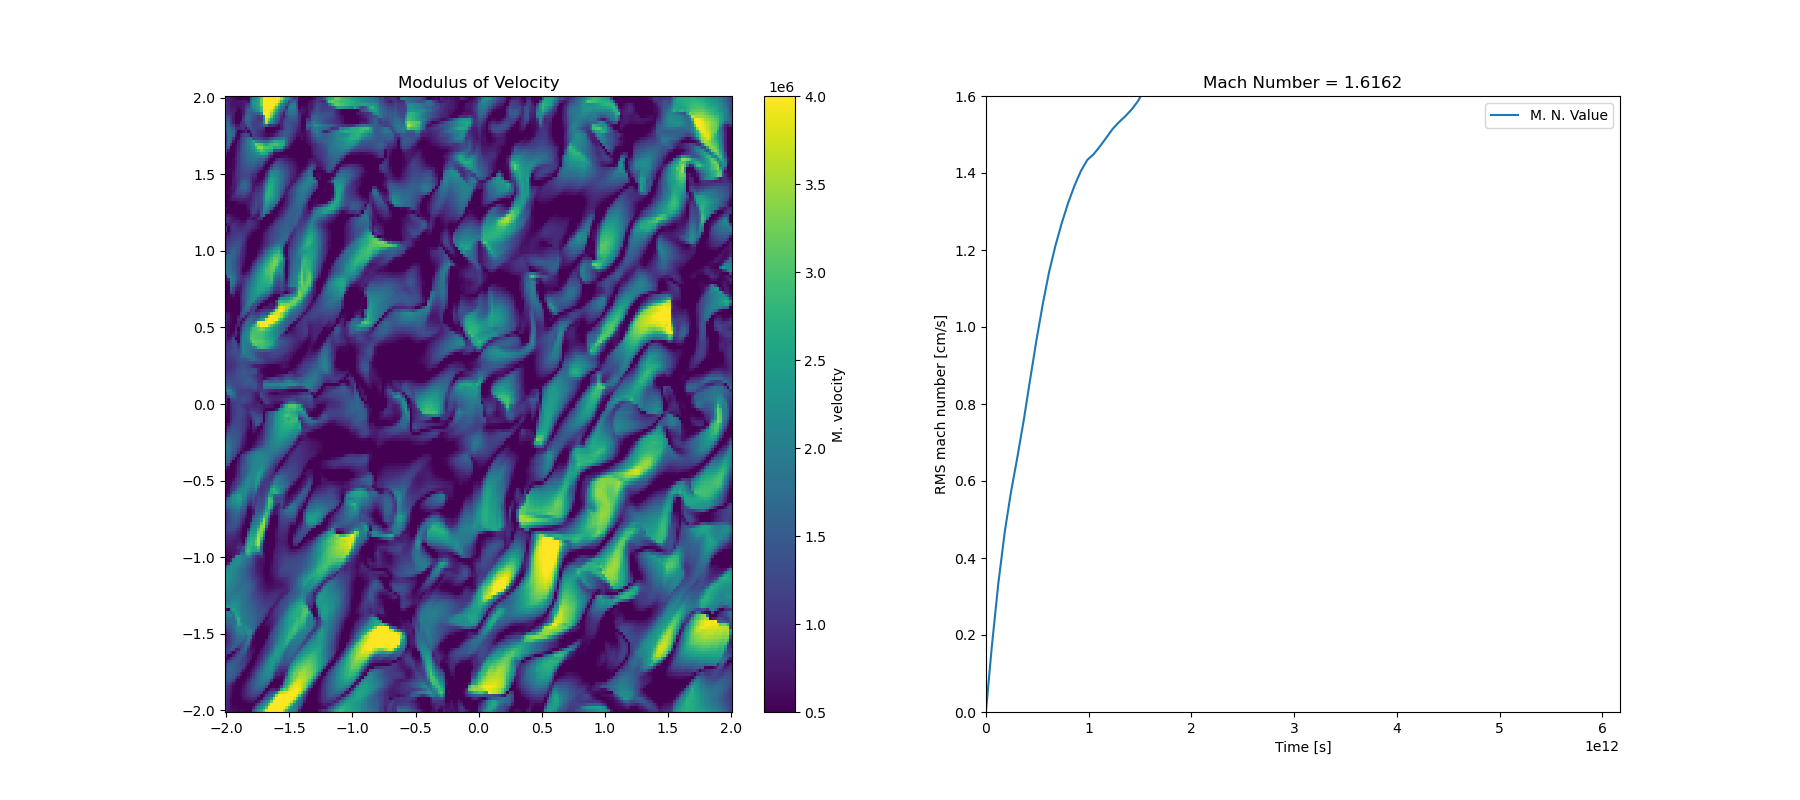 Modulus of Velocity
1e6
2.0
1.5
1.0
0.5
0.0
−0.5
−1.0
−1.5
−2.0
−2.0 −1.5 −1.0 −0.5 0.0 0.5 1.0 1.5 2.0
4.0
3.5
3.0
2.5
2.0
1.5
1.0
0.5
M. velocity
Mach Number = 1.6162
M. N. Value
1.6
1.4
1.2
1.0
0.8
0.6
0.4
0.2
0.0
RMS mach number [cm/s]
0 1 2 3 4 5 6
Time [s]
1e12